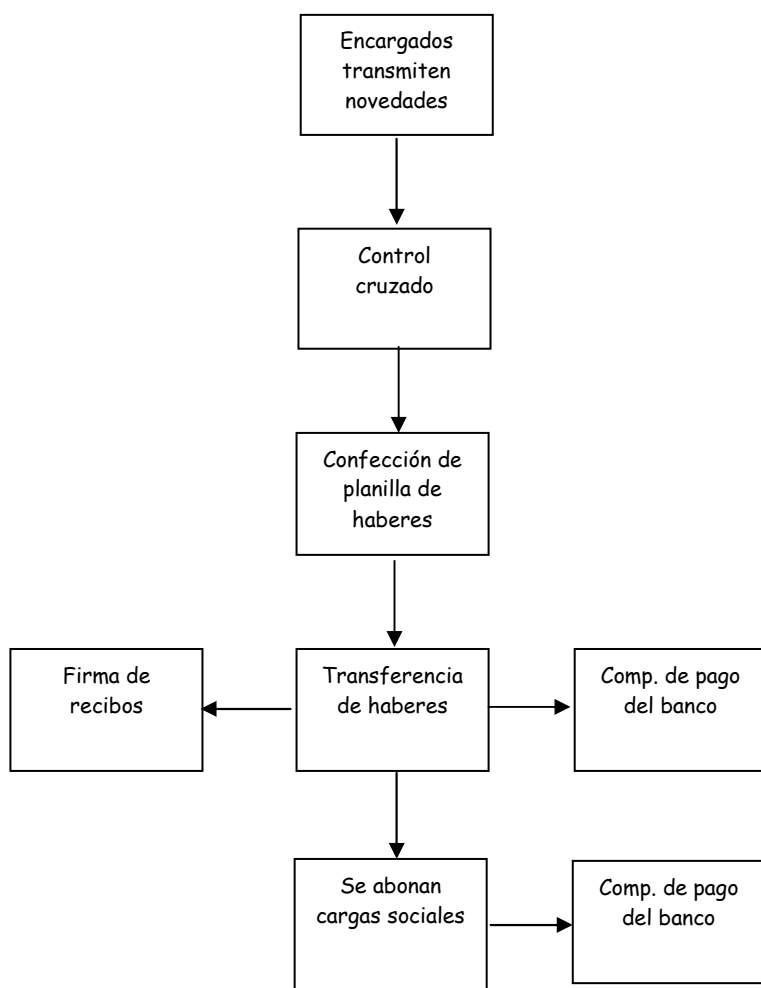 Encargados
transmiten
novedades
Control
cruzado
Confección de
planilla de
haberes
Firma de
recibos
Transferencia
de haberes
Comp. de pago
del banco
Se abonan
cargas sociales
Comp. de pago
del banco